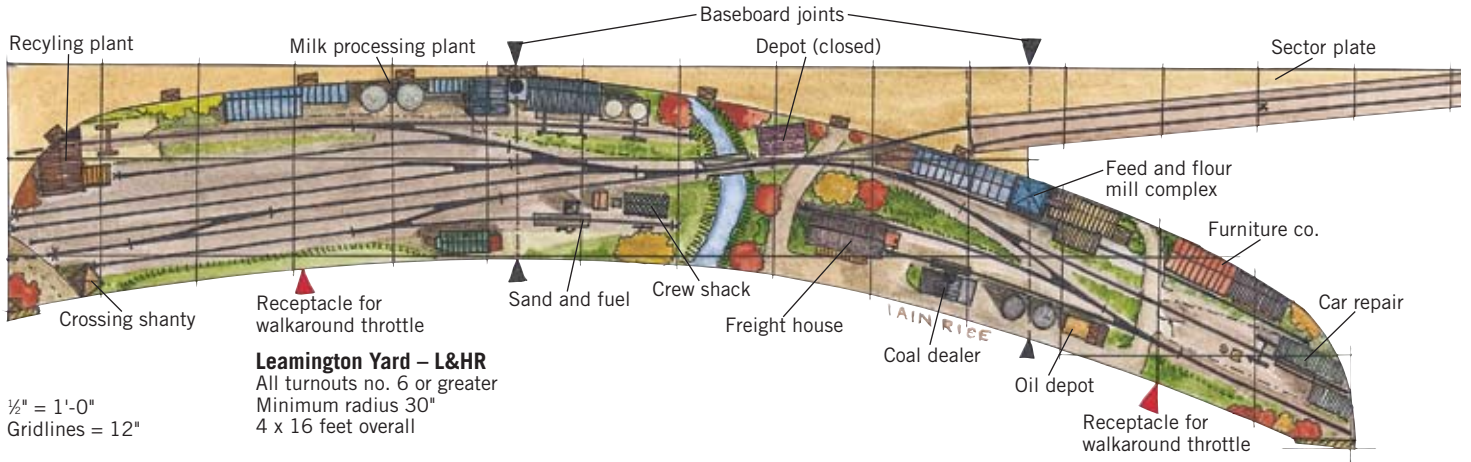 Baseboard joints
Recyling plant
Milk processing plant
Depot (closed)
Sector plate
Feed and flour
mill complex
Furniture co.
Car repair
Crossing shanty
Receptacle for
walkaround throttle
Sand and fuel
Crew shack
Freight house
IAIN RICE
Coal dealer
Oil depot
Receptacle for
walkaround throttle
Leamington Yard – L&HR
All turnouts no. 6 or greater
Minimum radius 30"
4 x 16 feet overall
½" = 1'-0"
Gridlines = 12"